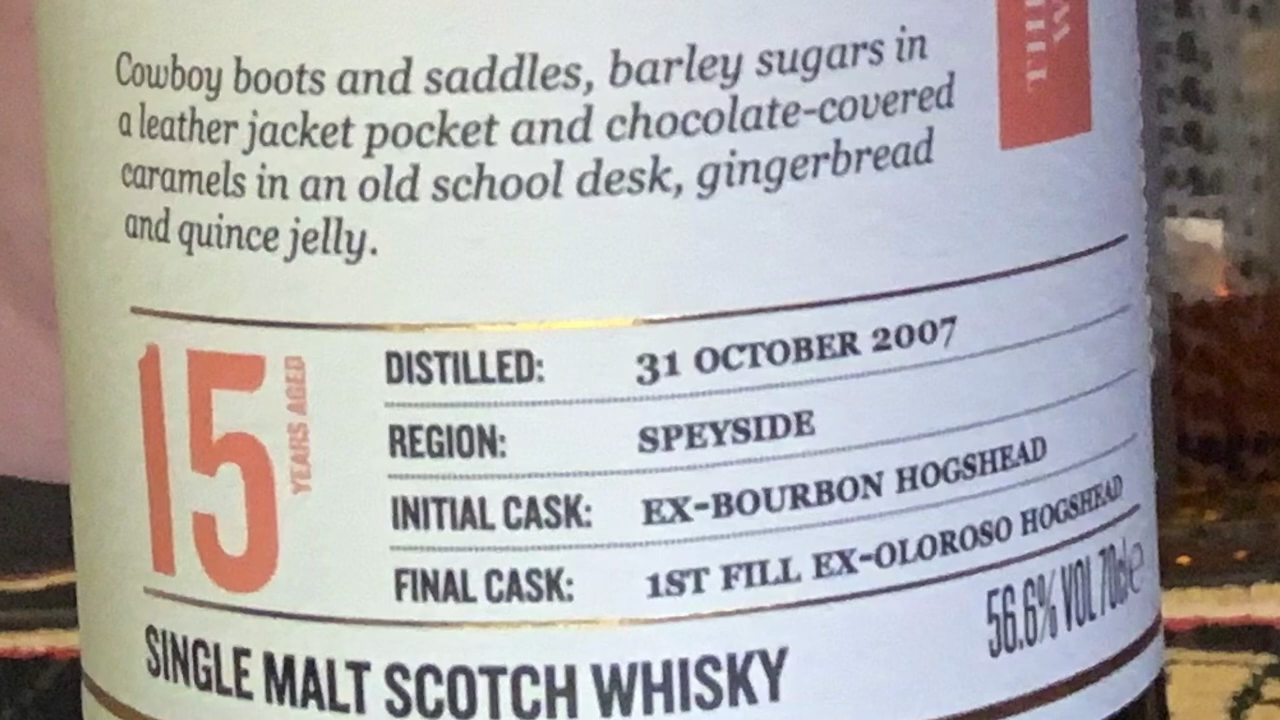 Cowboy boots and saddles, barley sugars in
a leather jacket pocket and chocolate-covered
caramels in an old school desk, gingerbread
and quince jelly.
15 YEARS AGED
DISTILLED: 31 OCTOBER 2007
REGION: SPEYSIDE
INITIAL CASK: EX-BOURBON HOGSHEAD
FINAL CASK: 1ST FILL EX-OLOROSO HOGSHEAD
56.6% VOL 70cle
SINGLE MALT SCOTCH WHISKY